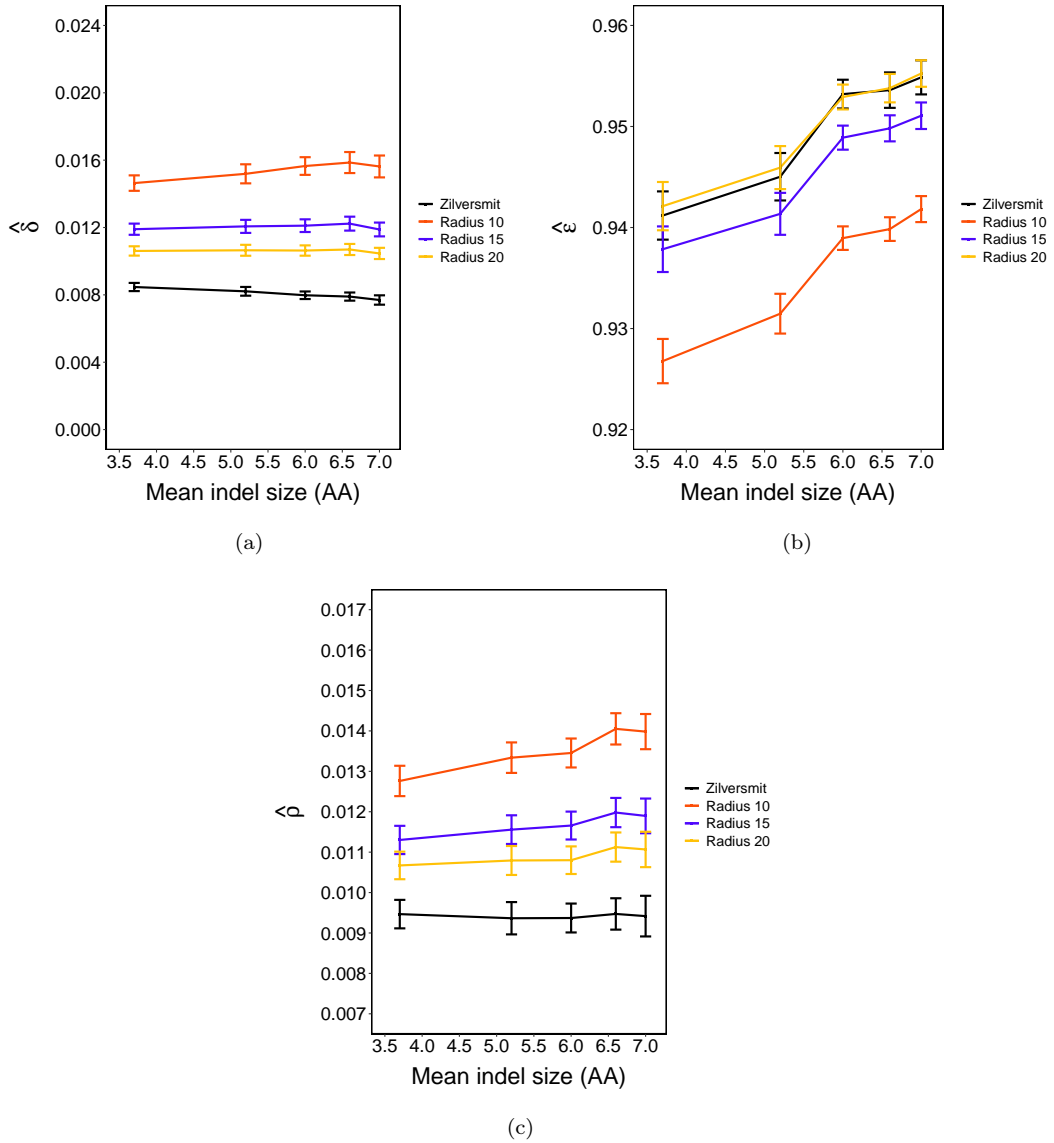 0.024
0.020
0.016
0.012
0.008
0.004
0.000
δ̂
3.5 4.0 4.5 5.0 5.5 6.0 6.5 7.0
Mean indel size (AA)
Zilversmit
Radius 10
Radius 15
Radius 20
(a)
0.96
0.95
0.94
0.93
0.92
ε̂
3.5 4.0 4.5 5.0 5.5 6.0 6.5 7.0
Mean indel size (AA)
Zilversmit
Radius 10
Radius 15
Radius 20
(b)
0.017
0.016
0.015
0.014
0.013
0.012
0.011
0.010
0.009
0.008
0.007
ρ̂
3.5 4.0 4.5 5.0 5.5 6.0 6.5 7.0
Mean indel size (AA)
Zilversmit
Radius 10
Radius 15
Radius 20
(c)